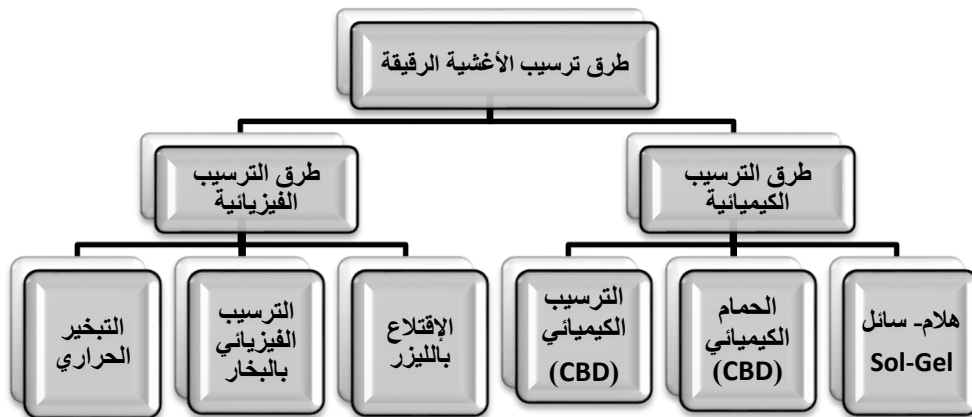 طرق ترسيب الأغشية الرقيقة
طرق الترسيب
الكيميائية
طرق الترسيب
الفيزيائية
هلام- سائل
Sol-Gel
الحمام
الكيميائي
(CBD)
الترسيب
الكيميائي
(CBD)
الإقتلاع
بالليزر
الترسيب
الفيزيائي
بالبخار
التبخير
الحراري